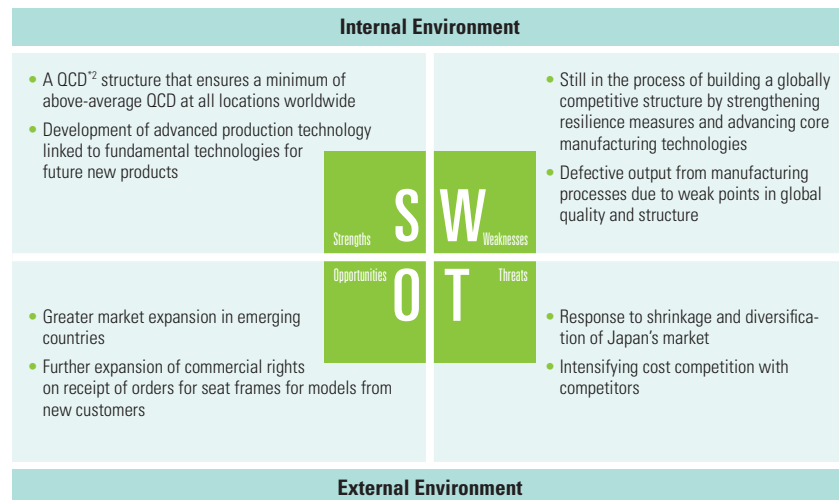 Internal Environment
• A QCD*2 structure that ensures a minimum of
above-average QCD at all locations worldwide
• Development of advanced production technology
linked to fundamental technologies for
future new products
S
Strengths
• Still in the process of building a globally
competitive structure by strengthening
resilience measures and advancing core
manufacturing technologies
• Defective output from manufacturing
processes due to weak points in global
quality and structure
W
Weaknesses
Opportunities
O
• Greater market expansion in emerging
countries
• Further expansion of commercial rights
on receipt of orders for seat frames for models from
new customers
Threats
T
• Response to shrinkage and diversifica-
tion of Japan's market
• Intensifying cost competition with
competitors
External Environment